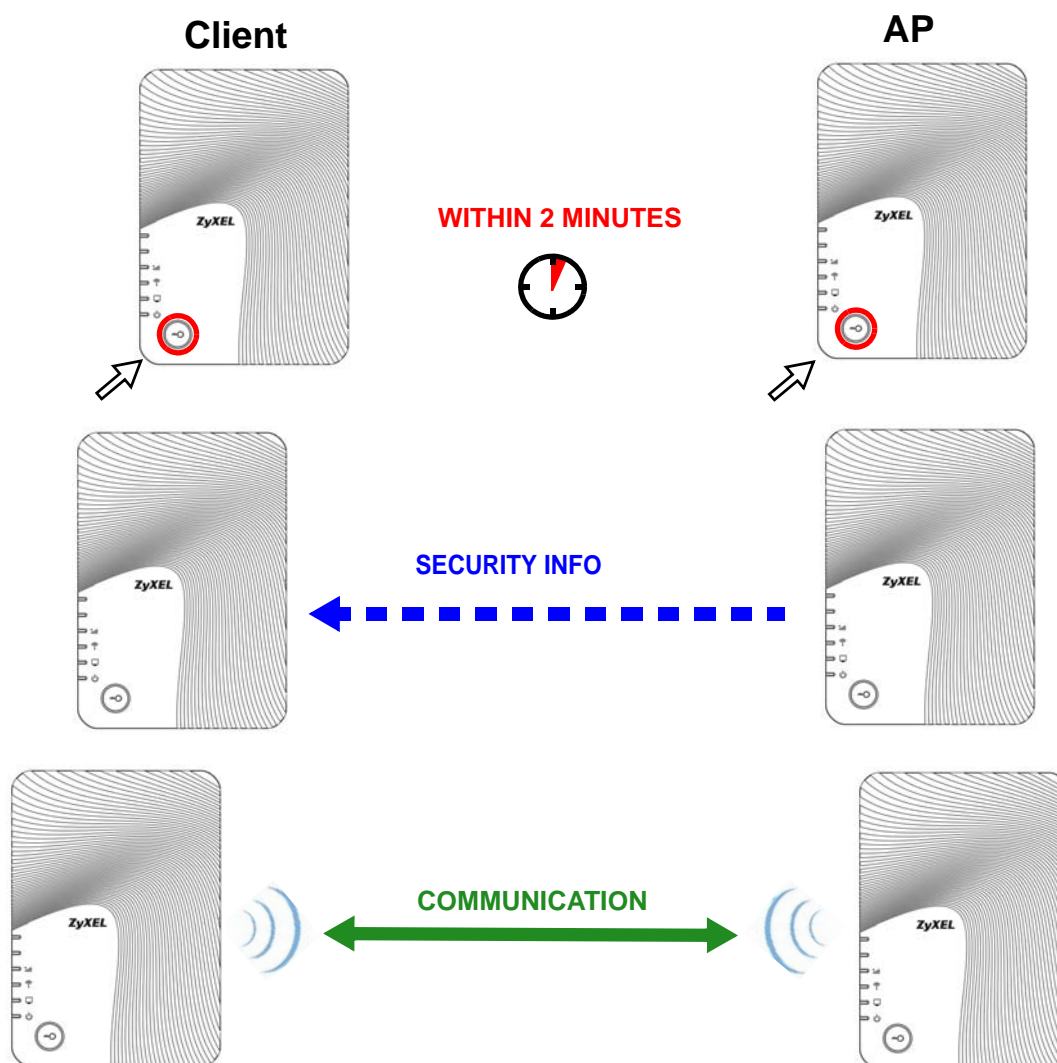 Client
AP
ZyXEL
WITHIN 2 MINUTES
ZyXEL
ZyXEL
SECURITY INFO
ZyXEL
ZyXEL
COMMUNICATION
ZyXEL